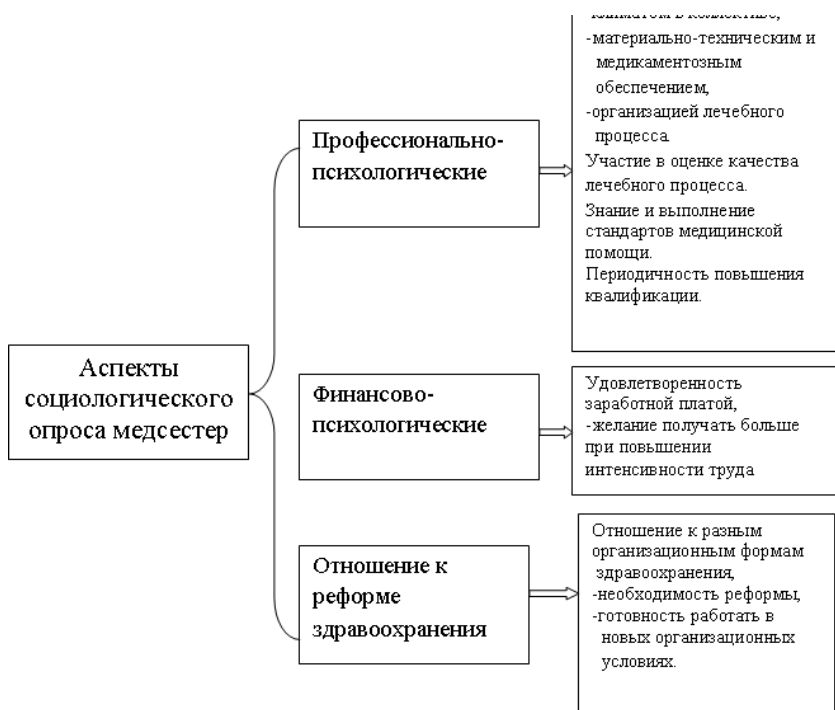 Аспекты
социологического
опроса медсестер
Профессионально-
психологические
климатом в коллективе,
-материально-техническим и
медикаментозным
обеспечением,
-организацией лечебного
процесса.
Участие в оценке качества
лечебного процесса.
Знание и выполнение
стандартов медицинской
помощи.
Периодичность повышения
квалификации.
Финансово-
психологические
Удовлетворенность
заработной платой,
-желание получать больше
при повышении
интенсивности труда
Отношение к
реформе
здравоохранения
Отношение к разным
организационным формам
здравоохранения,
-необходимость реформы,
-готовность работать в
новых организационных
условиях.